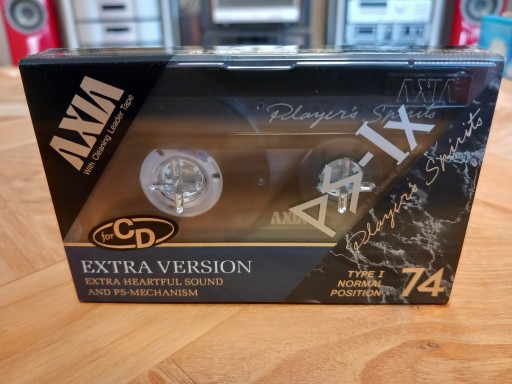 AXIA
With Cleaning Leader Tape
AXIA
Player's Spirits
PS-Ix
Player's Spirits
AXIA
for CD
EXTRA VERSION
EXTRA HEARTFUL SOUND
AND PS-MECHANISM
TYPE I
NORMAL
POSITION
74